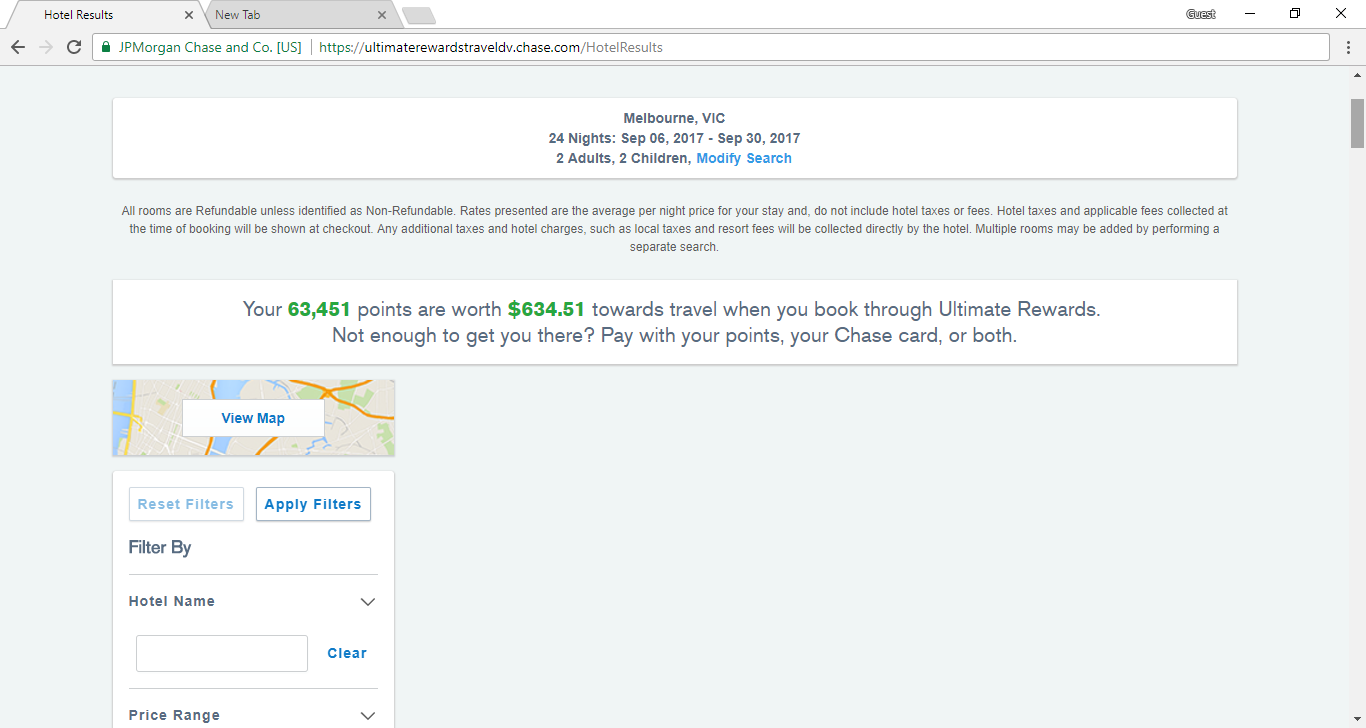 Hotel Results
New Tab
Guest
JPMorgan Chase and Co. [US]
https://ultimaterewardstraveldv.chase.com/HotelResults
Melbourne, VIC
24 Nights: Sep 06, 2017 - Sep 30, 2017
2 Adults, 2 Children, Modify Search
All rooms are Refundable unless identified as Non-Refundable. Rates presented are the average per night price for your stay and, do not include hotel taxes or fees. Hotel taxes and applicable fees collected at
the time of booking will be shown at checkout. Any additional taxes and hotel charges, such as local taxes and resort fees will be collected directly by the hotel. Multiple rooms may be added by performing a
separate search.
Your 63,451 points are worth $634.51 towards travel when you book through Ultimate Rewards.
Not enough to get you there? Pay with your points, your Chase card, or both.
View Map
Reset Filters
Apply Filters
Filter By
Hotel Name
Clear
Price Range